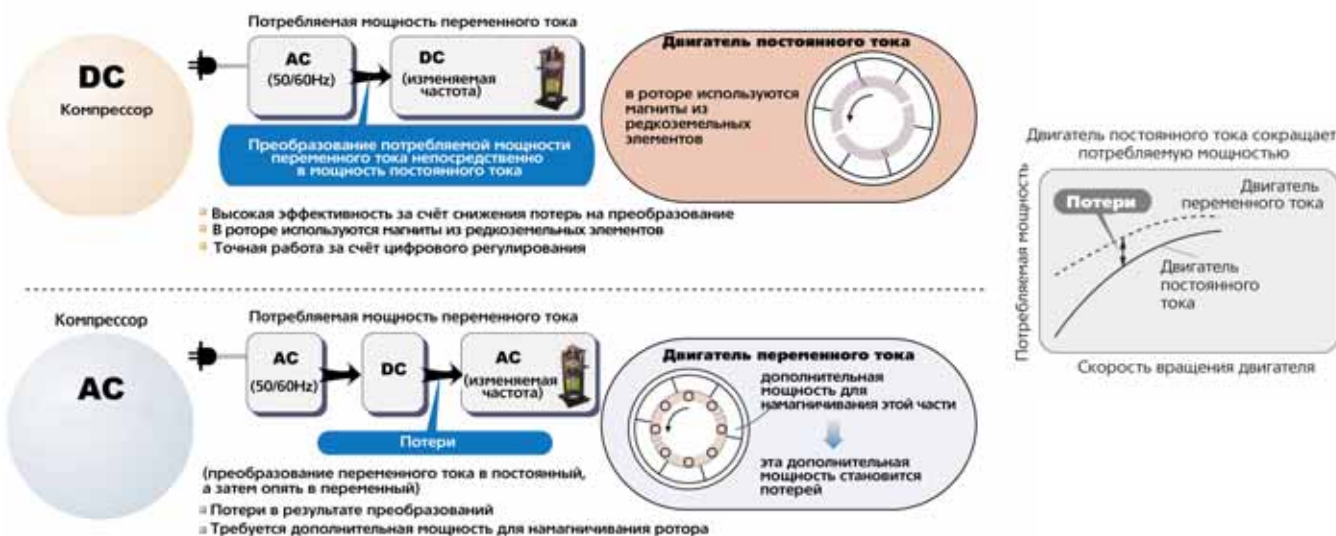 Потребляемая мощность переменного тока
DC
Компрессор
AC
(50/60Hz)
DC
(изменяемая
частота)
Преобразование потребляемой мощности
переменного тока непосредственно
в мощность постоянного тока
Двигатель постоянного тока
в роторе используются
магниты из
редкоземельных
элементов
Высокая эффективность за счёт снижения потерь на преобразование
В роторе используются магниты из редкоземельных элементов
Точная работа за счёт цифрового регулирования
Двигатель постоянного тока сокращает
потребляемую мощностью
Потребляемая мощность
Потери
Двигатель
переменного тока
Двигатель
постоянного
тока
Скорость вращения двигателя
Компрессор
AC
Потребляемая мощность переменного тока
AC
(50/60Hz)
DC
AC
(изменяемая
частота)
Потери
(преобразование переменного тока в постоянный,
а затем опять в переменный)
Потери в результате преобразований
Требуется дополнительная мощность для намагничивания ротора
Двигатель переменного тока
дополнительная
мощность для
намагничивания этой части
эта дополнительная
мощность становится
потерей